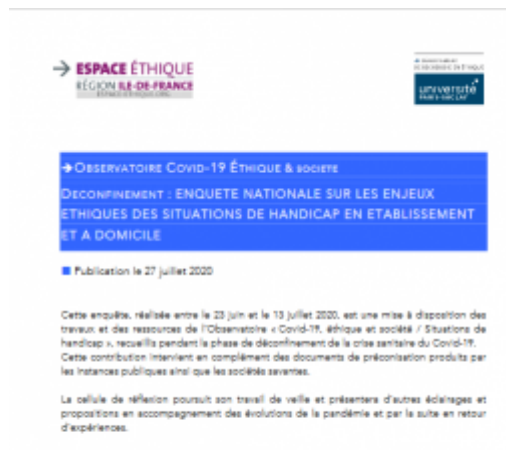 → ESPACE ÉTHIQUE
RÉGION ILE-DE-FRANCE
université
PARIS-SACLAY
→OBSERVATOIRE COVID-19 ÉTHIQUE & SOCIETE
DECONFINEMENT : ENQUETE NATIONALE SUR LES ENJEUX
ETHIQUES DES SITUATIONS DE HANDICAP EN ETABLISSEMENT
ET A DOMICILE
Publication le 27 juillet 2020
Cette enquête, réalisée entre le 23 juin et le 13 juillet 2020, est une mise à disposition des
travaux et des ressources de l'Observatoire « Covid-19, éthique et société / Situations de
handicap », recueillis pendant la phase de déconfinement de la crise sanitaire du Covid-19.
Cette contribution intervient en complément des documents de préconisation produits par
les instances publiques ainsi que les sociétés savantes.
La cellule de réflexion poursuit son travail de veille et présentera d'autres éclairages et
propositions en accompagnement des évolutions de la pandémie et par la suite en retour
d'expériences.